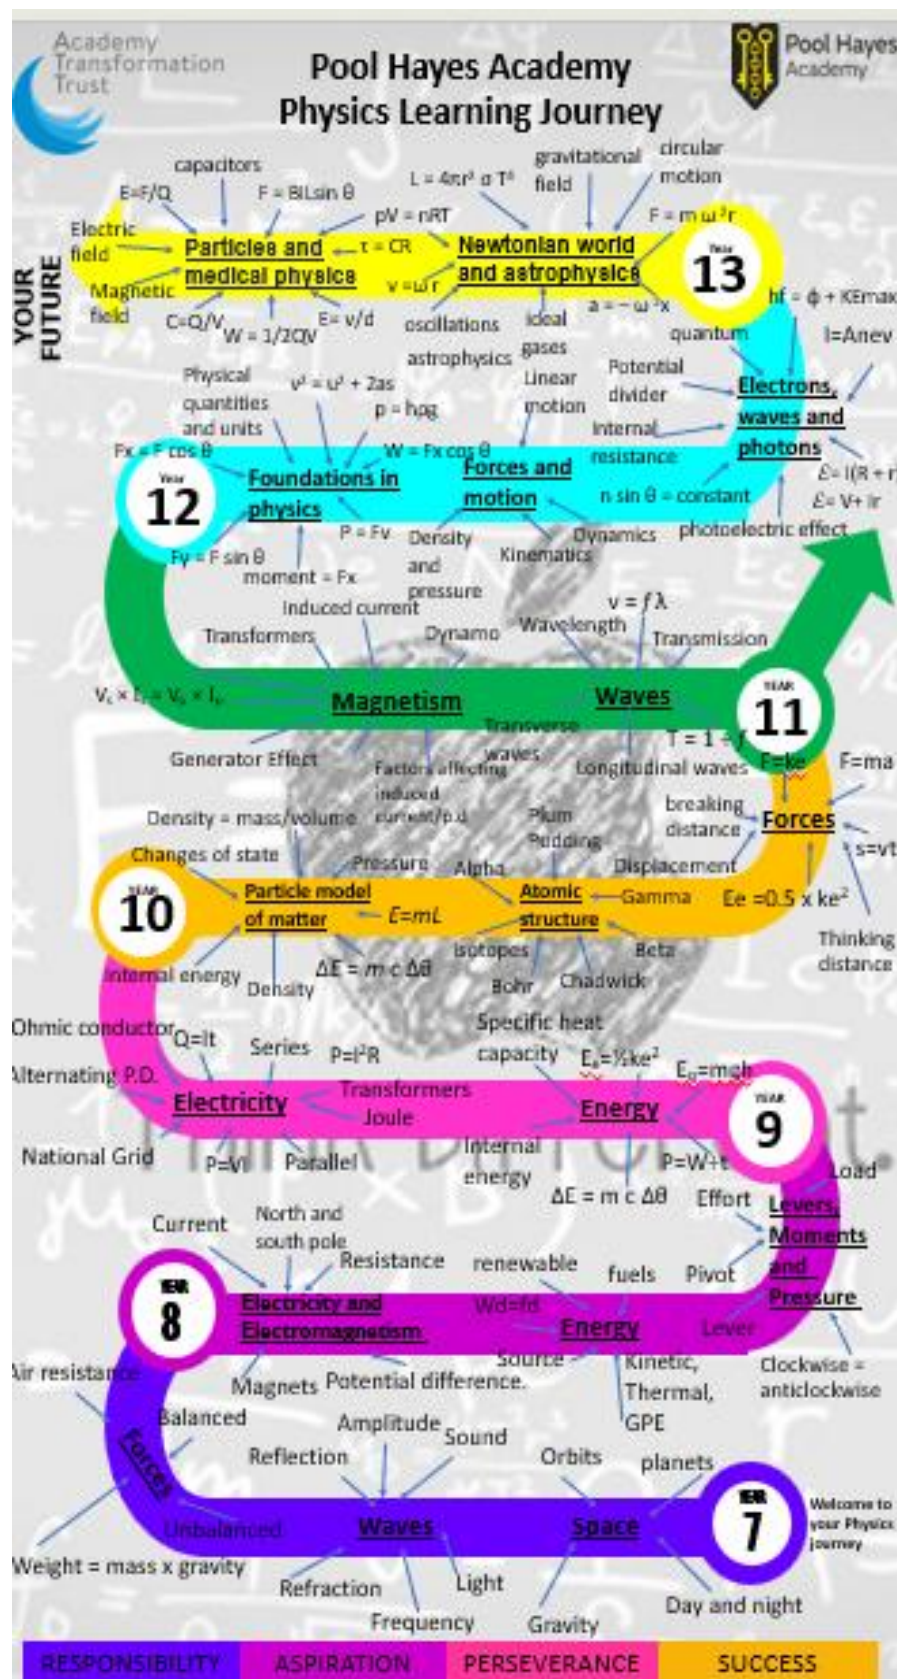 Academy
Transformation
Trust
Pool Hayes Academy
Physics Learning Journey
Pool Hayes
Academy
capacitors
E=F/Q
F = BILsin θ
Electric
field
Magnetic
field
pV = nRT
τ = CR
Particles and
medical physics
C=Q/V
W = 1/2QV
E= v/d
YOUR
FUTURE
gravitational
field
circular
motion
F = m ω²r
Newtonian world
and astrophysics
v =ω r
oscillations
astrophysics
ideal
gases
a = − ω²x
Year
13
hf = ϕ + KEmax
quantum
I=Anev
Potential
divider
Electrons,
waves and
photons
Internal
resistance
n sin θ = constant
photoelectric effect
ℰ= V+ Ir
Physical
quantities
and units
v² = u² + 2as
p = hρg
W = Fx cos θ
Linear
motion
Fx = F cos θ
Year
12
Foundations in
physics
Forces and
motion
Fy = F sin θ
moment = Fx
P = Fv
Density
and
pressure
Kinematics
Dynamics
Induced current
Transformers
Dynamo
Wavelength
v = f λ
Transmission
Magnetism
Waves
YEAR
11
Generator Effect
Factors affecting
induced
current/p.d
Transverse
waves
Longitudinal waves
T = 1 ÷ f
F=ke
F=ma
breaking
distance
Forces
s=vt
Displacement
Ee =0.5 x ke²
Thinking
distance
Density = mass/volume
Changes of state
Pressure
Alpha
Plum
Pudding
YEAR
10
Particle model
of matter
E=mL
Atomic
structure
Gamma
Internal energy
Density
ΔE = m c Δθ
isotopes
Bohr
Chadwick
Beta
Ohmic conductor
Q=It
Series
P=I²R
Alternating P.D.
Specific heat
capacity
Eₑ=½ke²
Transformers
Joule
Electricity
Energy
YEAR
9
National Grid
P=VI
Parallel
Internal
energy
ΔE = m c Δθ
P=W÷t
Load
Effort
Levers,
Moments
and
Pressure
Pivot
Lever
Clockwise =
anticlockwise
Current
North and
south pole
Resistance
renewable
fuels
YEAR
8
Electricity and
Electromagnetism
Wd=fd
Energy
Source
Magnets
Potential difference.
Kinetic,
Thermal,
GPE
Air resistance
Balanced
Forces
Unbalanced
Weight = mass x gravity
Amplitude
Reflection
Sound
Orbits
planets
Waves
Space
YEAR
7
Welcome to
your Physics
journey
Refraction
Light
Frequency
Gravity
Day and night
RESPONSIBILITY
ASPIRATION
PERSEVERANCE
SUCCESS